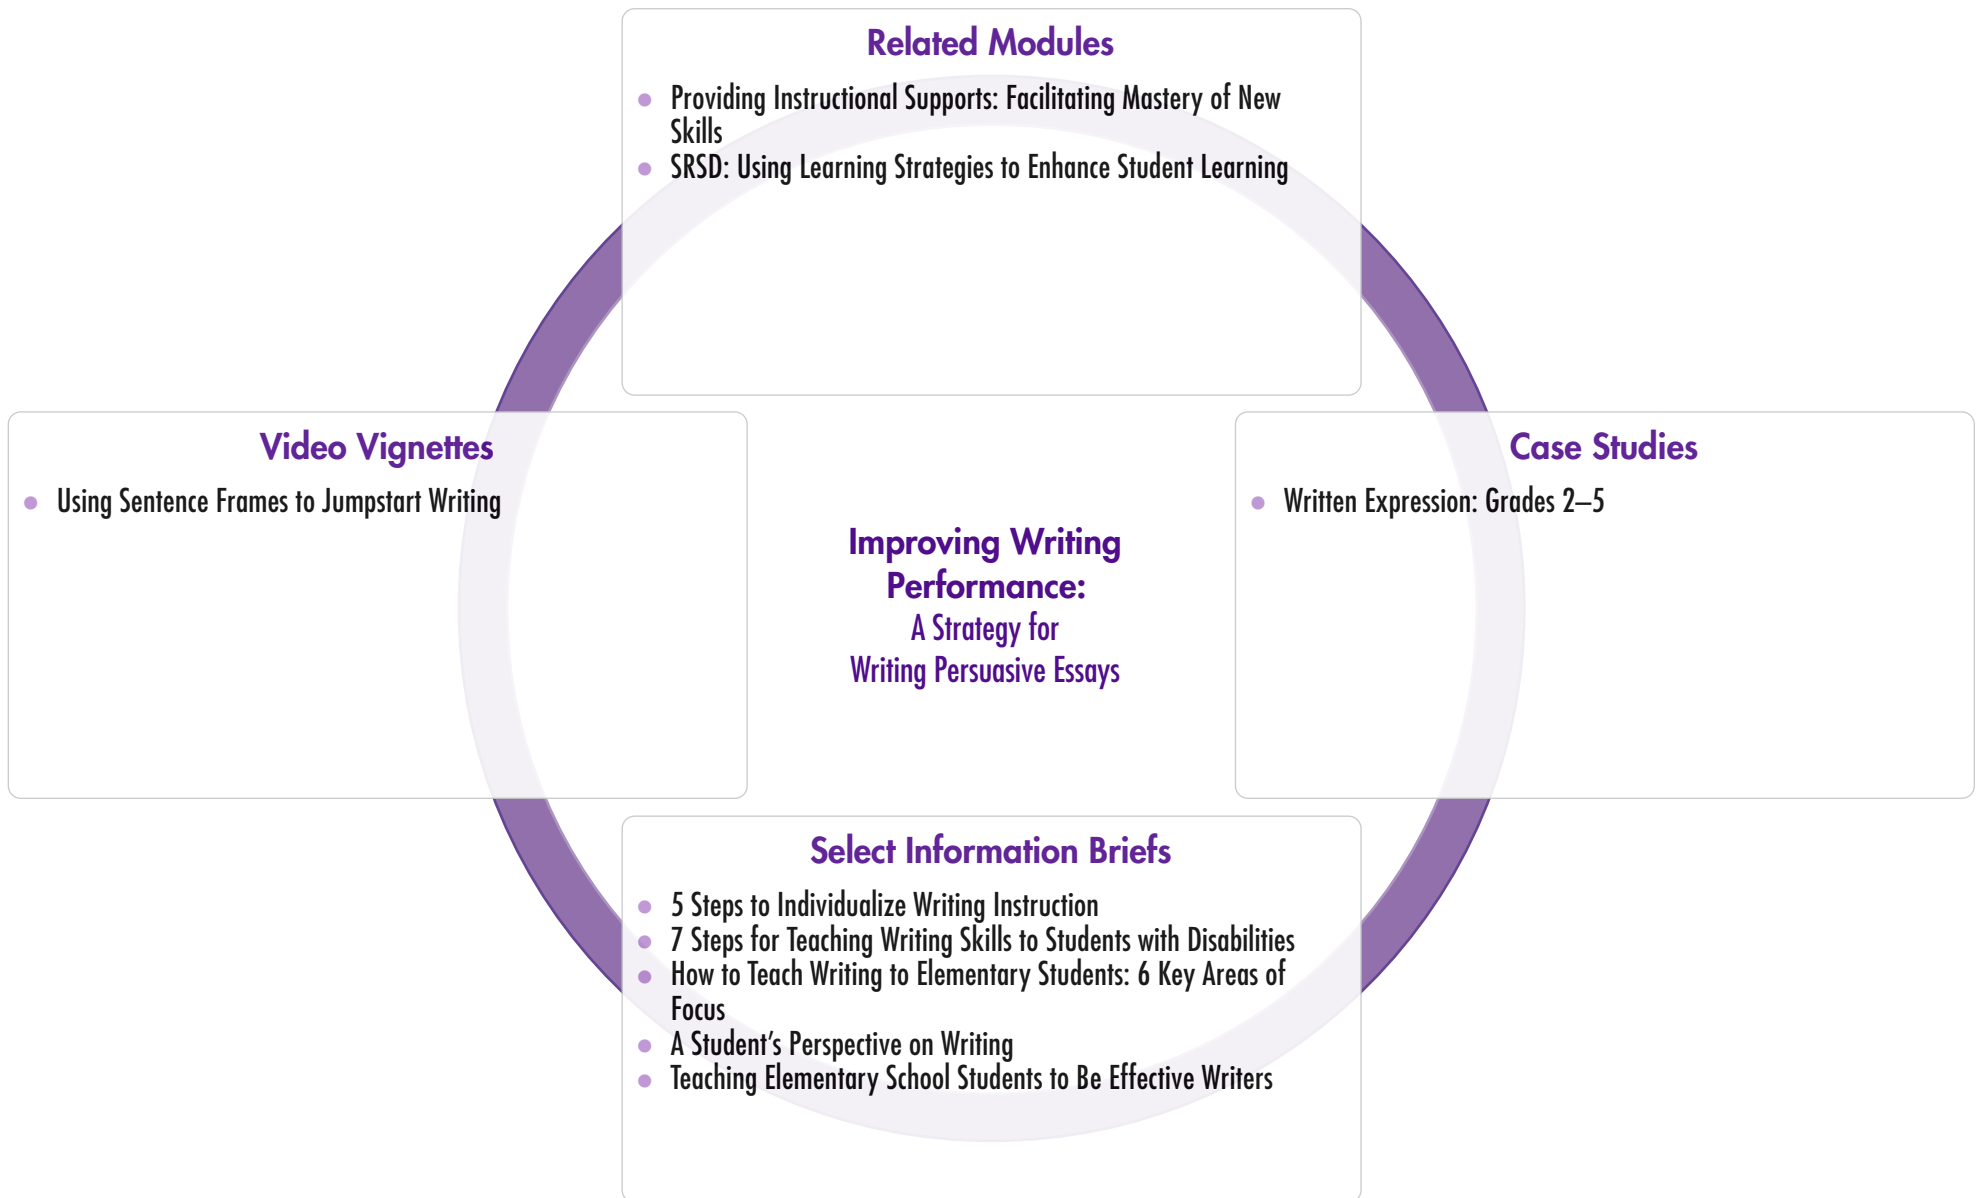 Related Modules
Providing Instructional Supports: Facilitating Mastery of New
Skills
SRSD: Using Learning Strategies to Enhance Student Learning
Video Vignettes
Using Sentence Frames to Jumpstart Writing
Improving Writing
Performance:
A Strategy for
Writing Persuasive Essays
Case Studies
Written Expression: Grades 2–5
Select Information Briefs
5 Steps to Individualize Writing Instruction
7 Steps for Teaching Writing Skills to Students with Disabilities
How to Teach Writing to Elementary Students: 6 Key Areas of
Focus
A Student’s Perspective on Writing
Teaching Elementary School Students to Be Effective Writers